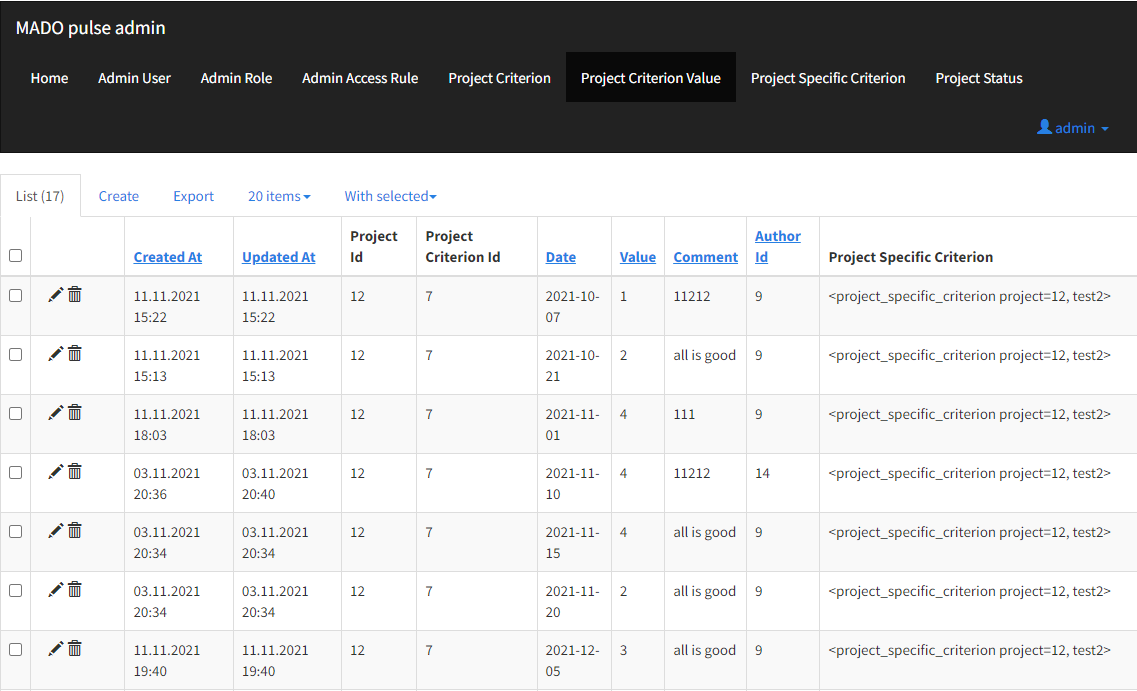 MADO pulse admin
Home Admin User Admin Role Admin Access Rule Project Criterion Project Criterion Value Project Specific Criterion Project Status
admin
List (17) Create Export 20 items With selected
Project Project Author
Created At Updated At Id Criterion Id Date Value Comment Id Project Specific Criterion
11.11.2021 11.11.2021 12 7 2021-10- 1 11212 9 <project_specific_criterion project=12, test2>
15:22 15:22 07
11.11.2021 11.11.2021 12 7 2021-10- 2 all is good 9 <project_specific_criterion project=12, test2>
15:13 15:13 21
11.11.2021 11.11.2021 12 7 2021-11- 4 111 9 <project_specific_criterion project=12, test2>
18:03 18:03 01
03.11.2021 03.11.2021 12 7 2021-11- 4 11212 14 <project_specific_criterion project=12, test2>
20:36 20:40 10
03.11.2021 03.11.2021 12 7 2021-11- 4 all is good 9 <project_specific_criterion project=12, test2>
20:34 20:34 15
03.11.2021 03.11.2021 12 7 2021-11- 2 all is good 9 <project_specific_criterion project=12, test2>
20:34 20:34 20
11.11.2021 11.11.2021 12 7 2021-12- 3 all is good 9 <project_specific_criterion project=12, test2>
19:40 19:40 05